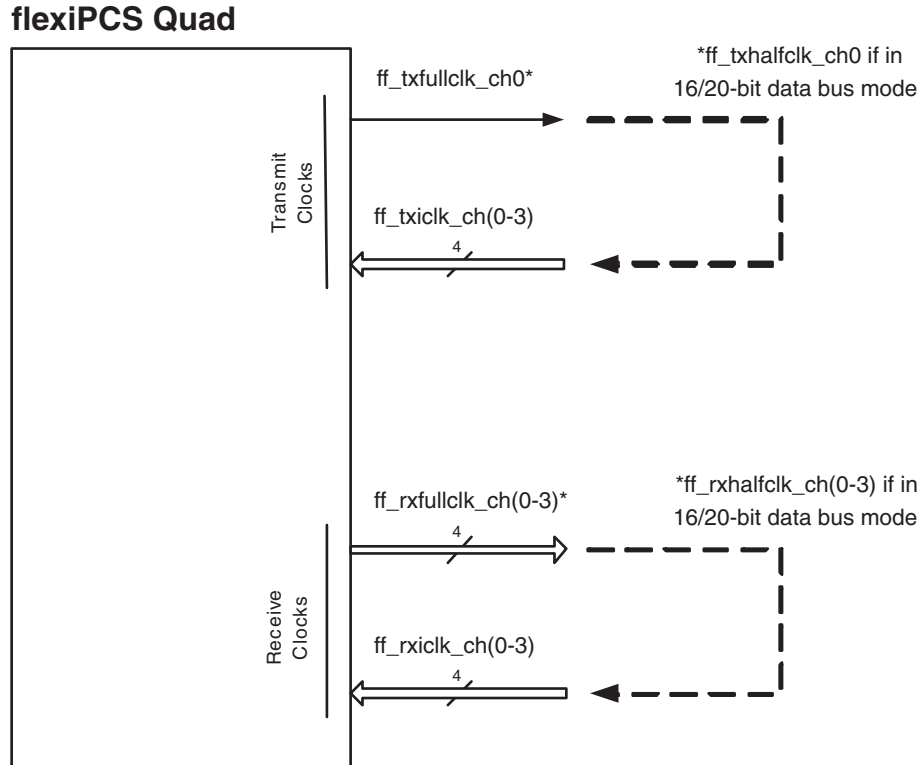 flexiPCS Quad
ff_txfullclk_ch0*
*ff_txhalfclk_ch0 if in
16/20-bit data bus mode
Transmit
Clocks
ff_txiclk_ch(0-3)
4
ff_rxfullclk_ch(0-3)*
4
*ff_rxhalfclk_ch(0-3) if in
16/20-bit data bus mode
Receive
Clocks
ff_rxiclk_ch(0-3)
4